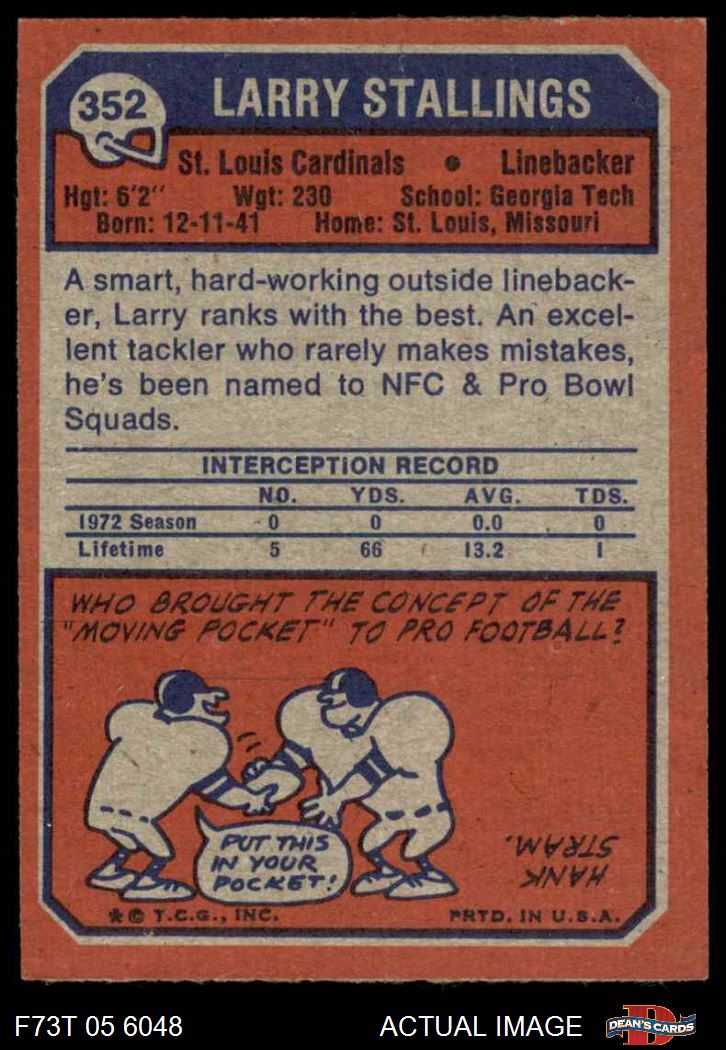 352
LARRY STALLINGS
St. Louis Cardinals • Linebacker
Hgt: 6'2" Wgt: 230 School: Georgia Tech
Born: 12-11-41 Home: St. Louis, Missouri
A smart, hard-working outside lineback-
er, Larry ranks with the best. An excel-
lent tackler who rarely makes mistakes,
he's been named to NFC & Pro Bowl
Squads.
INTERCEPTION RECORD
NO. YDS. AVG. TDS.
1972 Season 0 0 0.0 0
Lifetime 5 66 13.2 1
WHO BROUGHT THE CONCEPT OF THE
"MOVING POCKET" TO PRO FOOTBALL?
PUT THIS
IN YOUR
POCKET!
HANK
STRAM.
* © T.C.G., INC. PRTD. IN U.S.A.
F73T 05 6048 ACTUAL IMAGE
D
DEAN'S CARDS